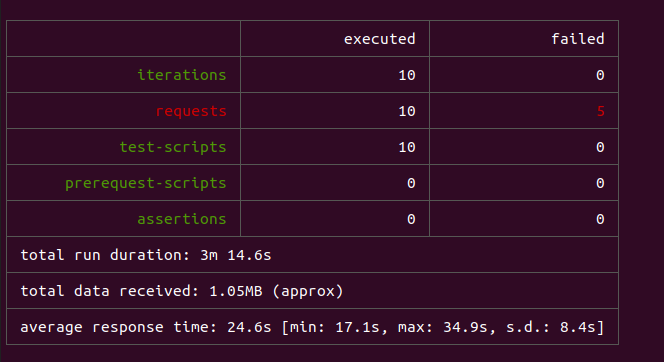 executed failed
iterations 10 0
requests 10 5
test-scripts 10 0
prerequest-scripts 0 0
assertions 0 0
total run duration: 3m 14.6s
total data received: 1.05MB (approx)
average response time: 24.6s [min: 17.1s, max: 34.9s, s.d.: 8.4s]